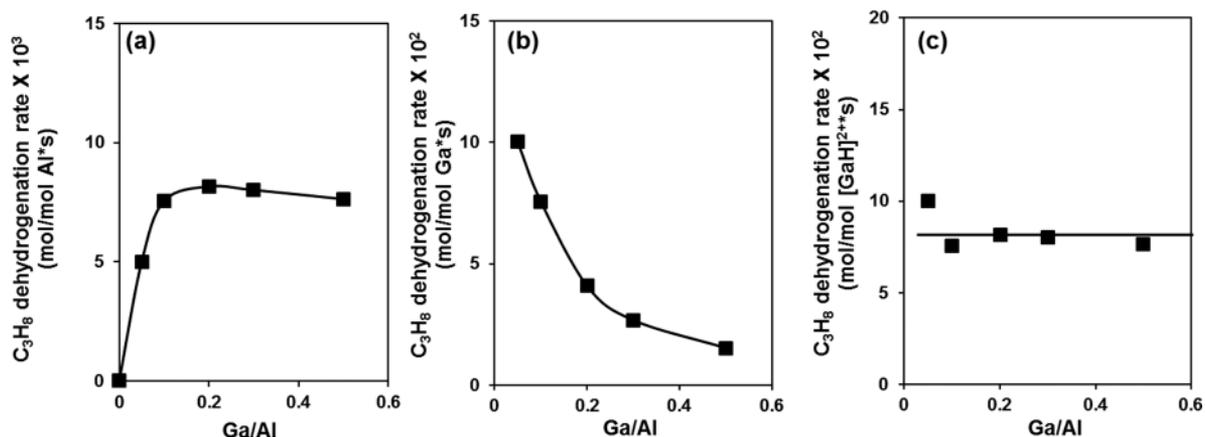 (a)
C₃H₈ dehydrogenation rate X 10³
(mol/mol Al*s)
15
10
5
0
0
0.2
0.4
0.6
Ga/Al
(b)
C₃H₈ dehydrogenation rate X 10²
(mol/mol Ga*s)
15
10
5
0
0
0.2
0.4
0.6
Ga/Al
(c)
C₃H₈ dehydrogenation rate X 10²
(mol/mol [GaH]²⁺*s)
20
15
10
5
0
0
0.2
0.4
0.6
Ga/Al